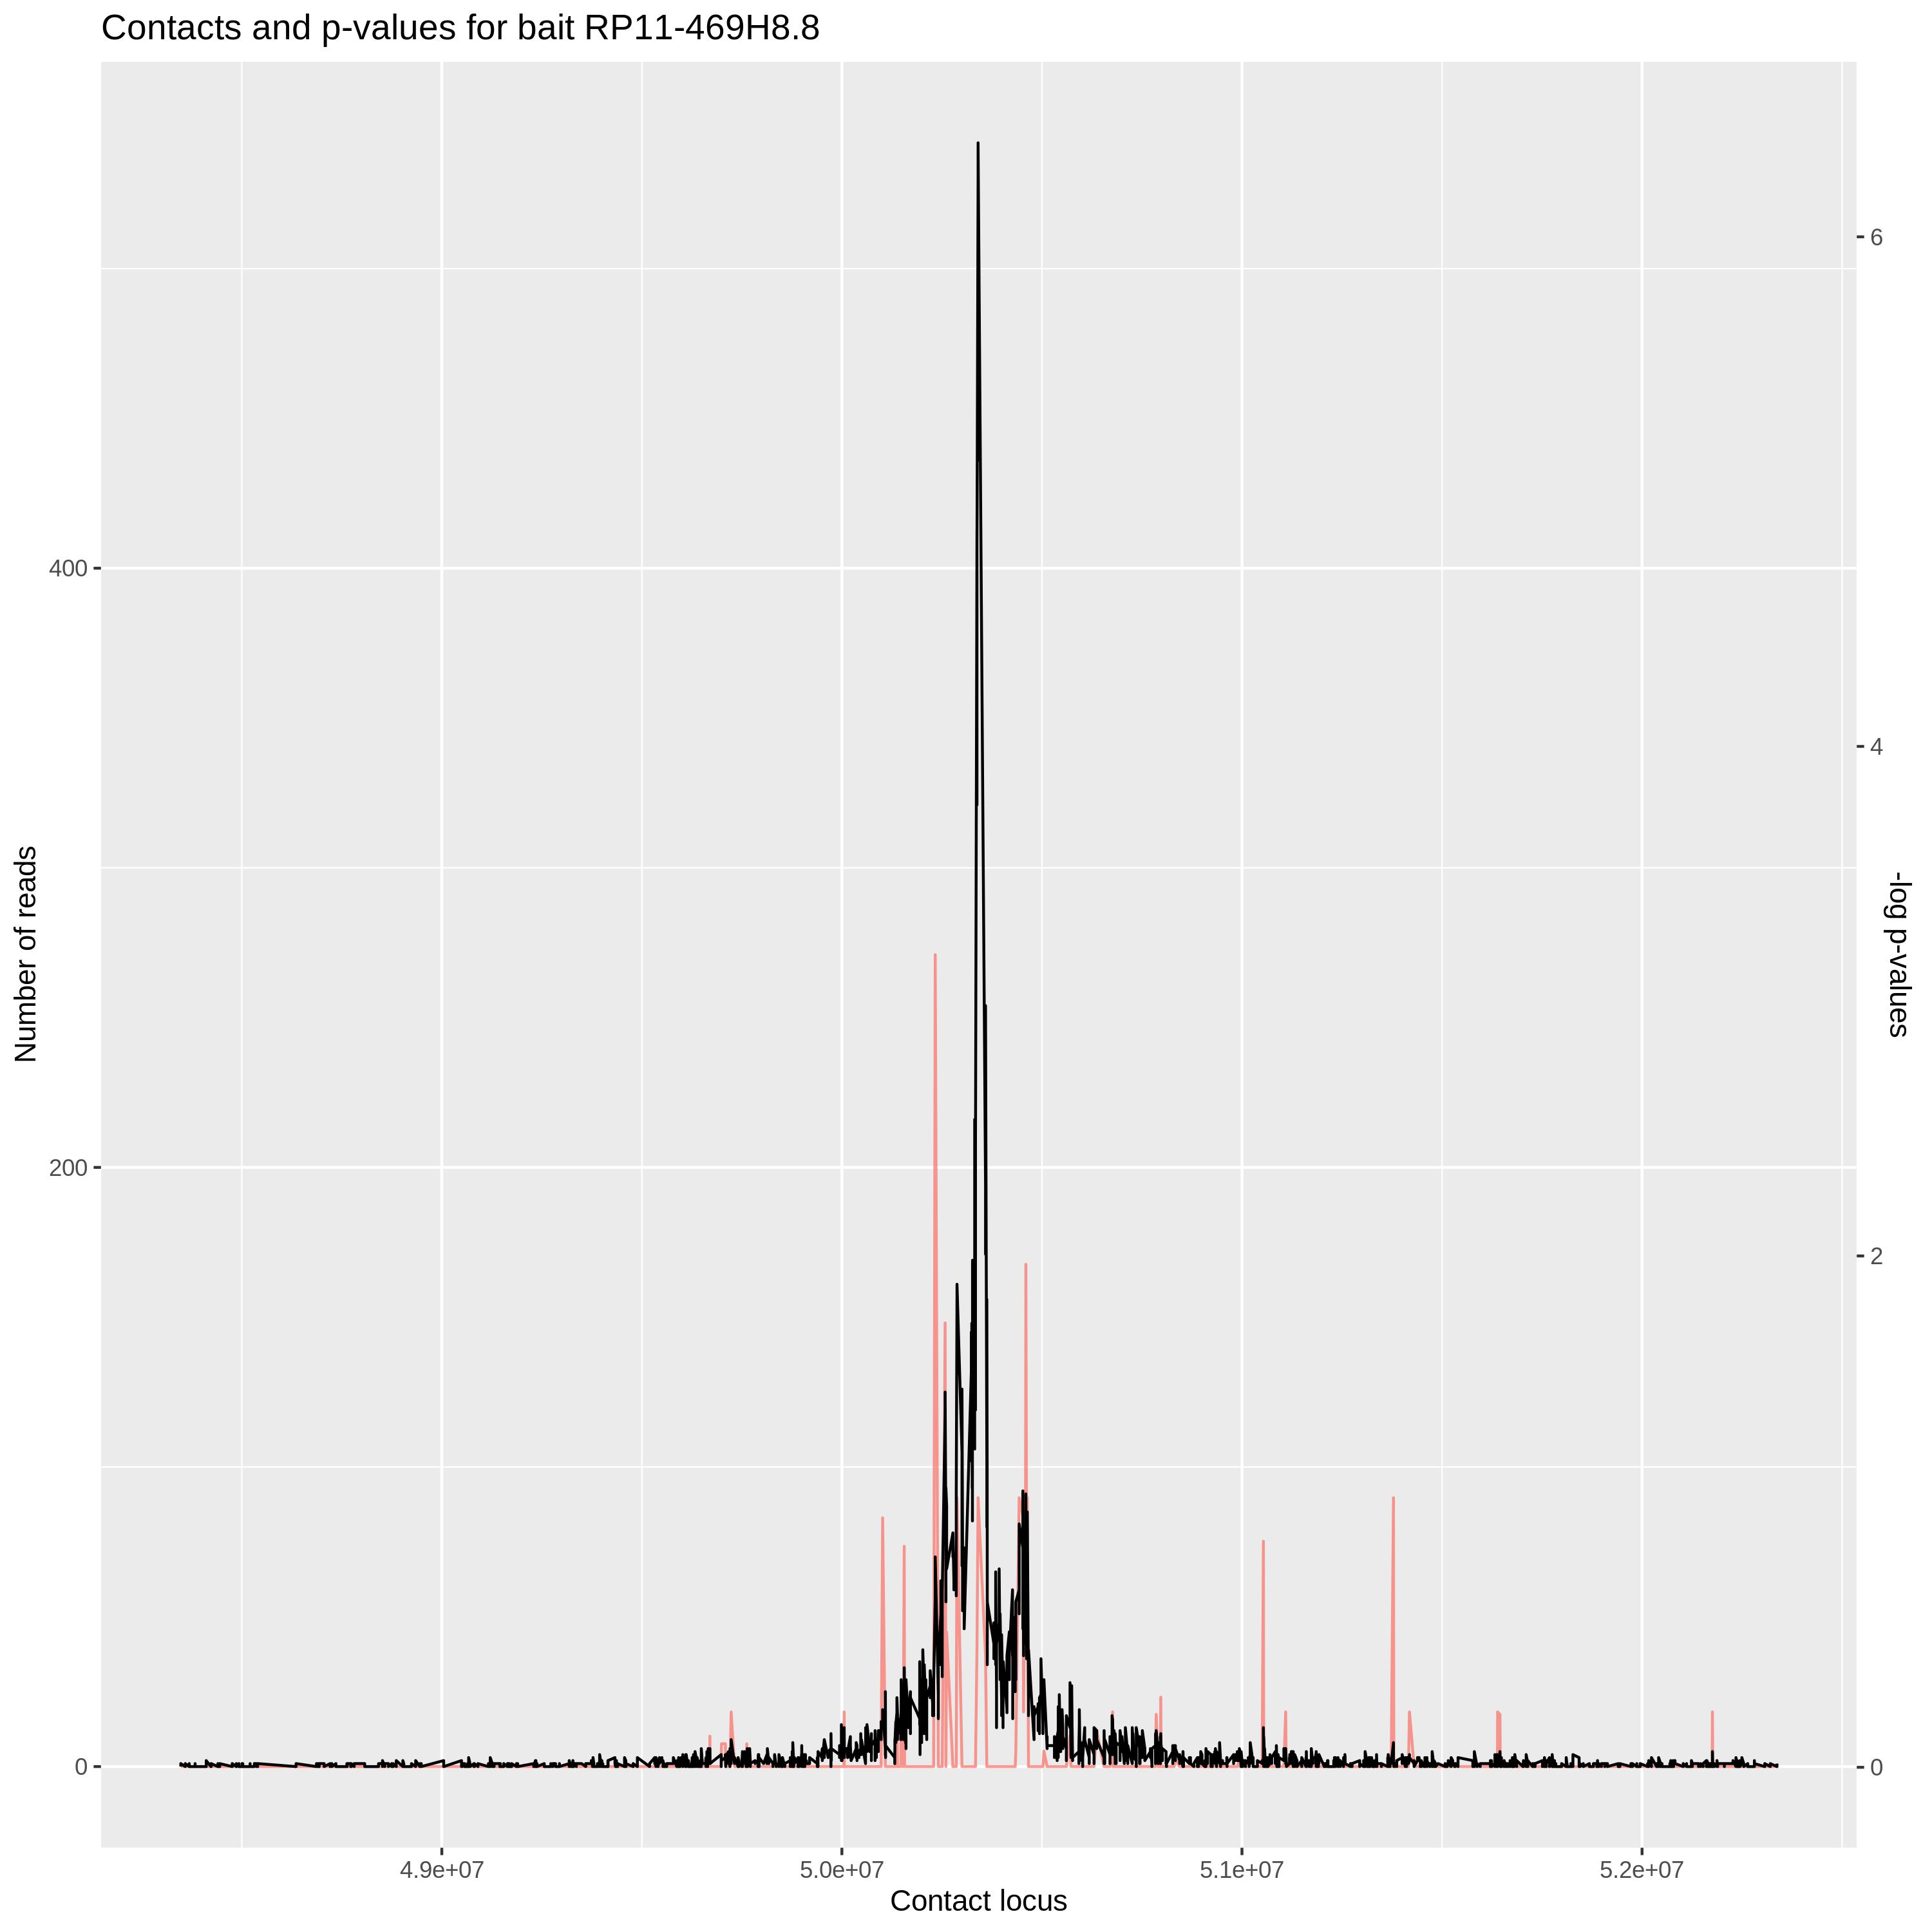 Contacts and p-values for bait RP11-469H8.8
6
400
4
Number of reads
-log p-values
200
2
0
0
4.9e+07
5.0e+07
5.1e+07
5.2e+07
Contact locus